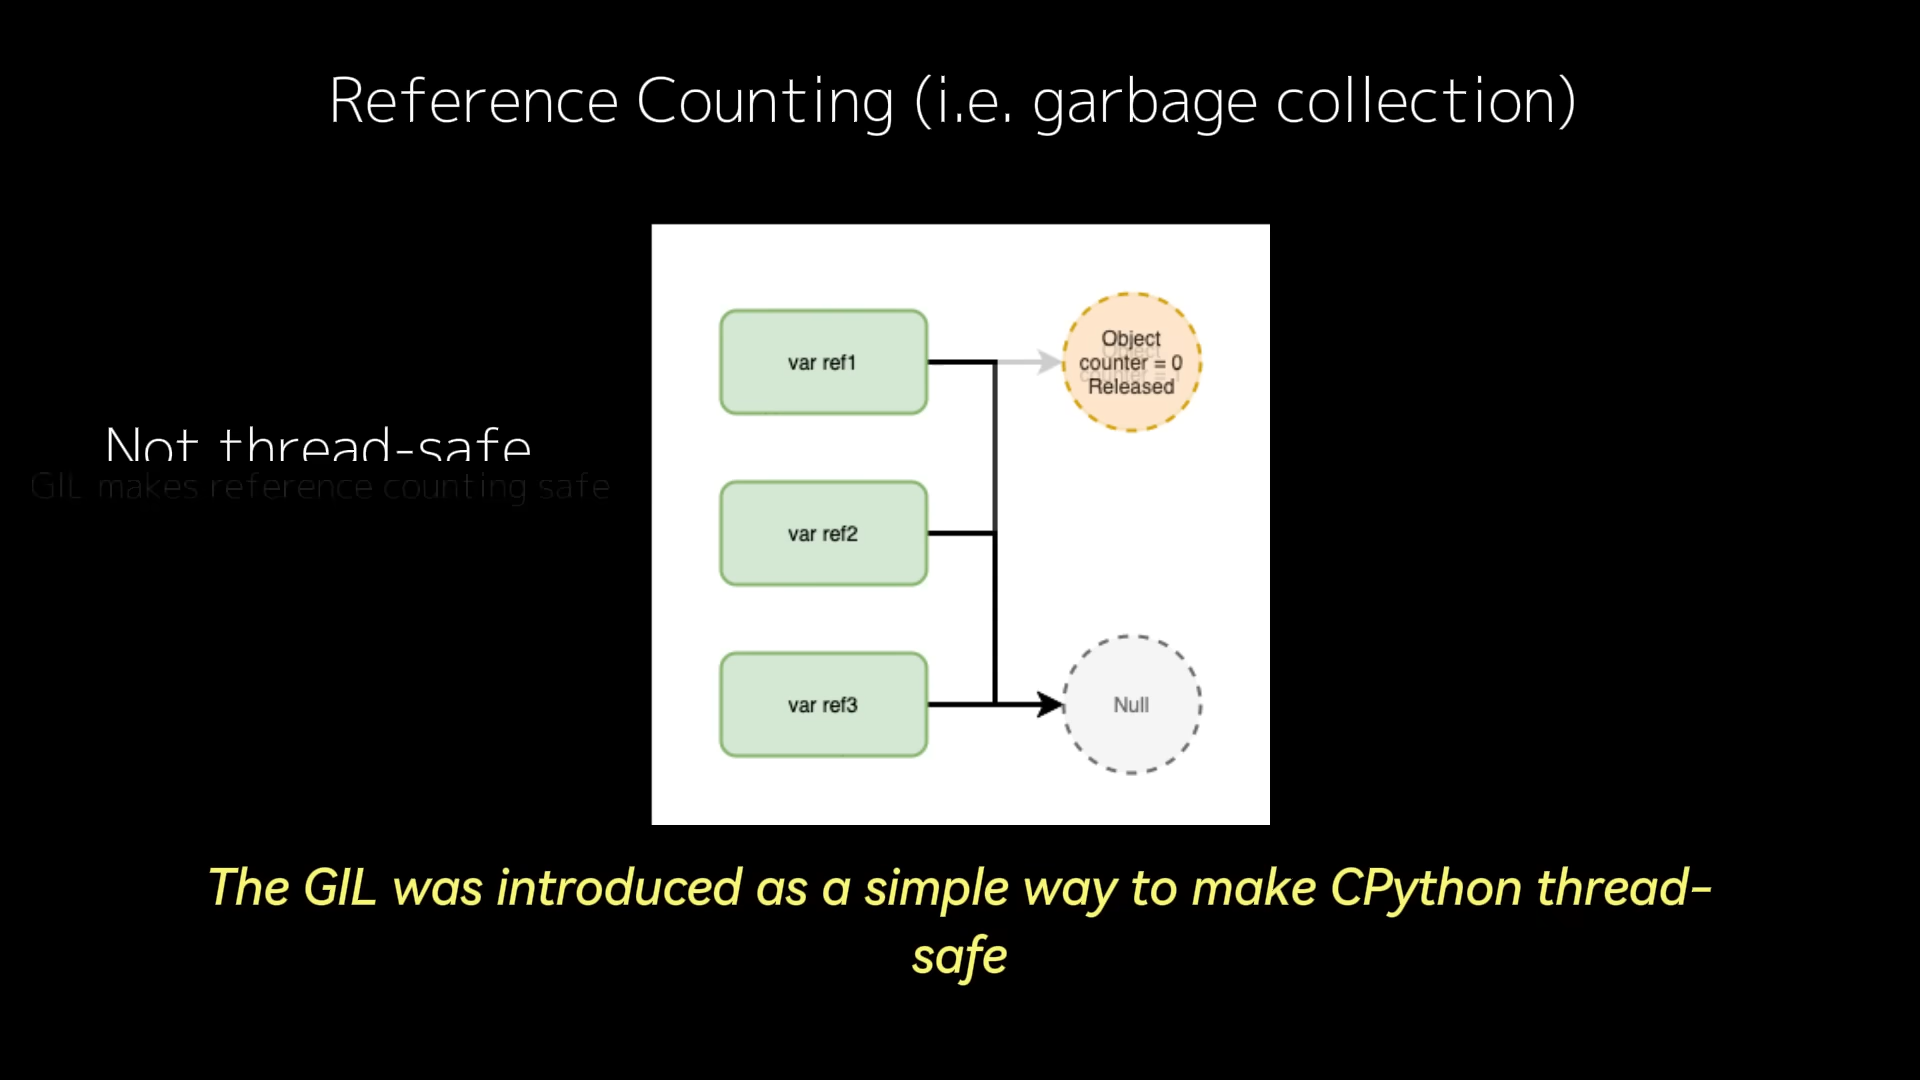 Reference Counting (i.e. garbage collection)
Not thread-safe
GIL makes reference counting safe
var ref1
Object
counter = 0
Released
var ref2
var ref3
Null
The GIL was introduced as a simple way to make CPython thread-
safe